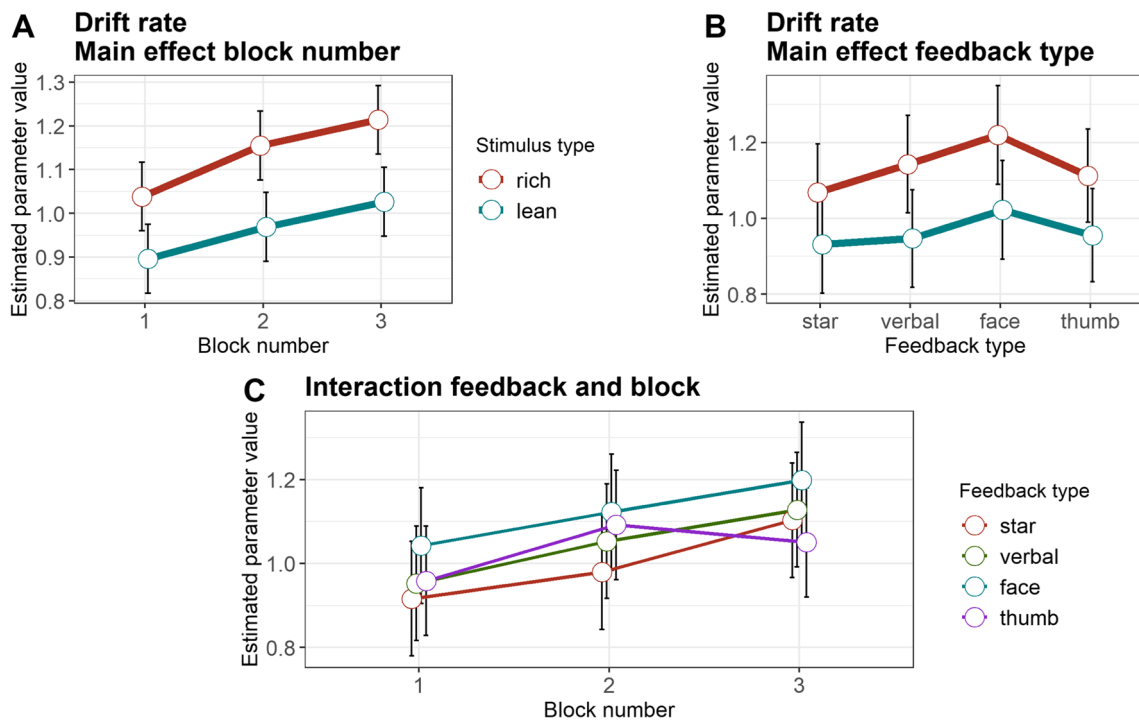 A
Drift rate
Main effect block number
Estimated parameter value
1.3
1.2
1.1
1.0
0.9
0.8
1 2 3
Block number
Stimulus type
rich
lean
B
Drift rate
Main effect feedback type
Estimated parameter value
1.2
1.0
0.8
star verbal face thumb
Feedback type
C
Interaction feedback and block
Estimated parameter value
1.2
1.0
0.8
1 2 3
Block number
Feedback type
star
verbal
face
thumb